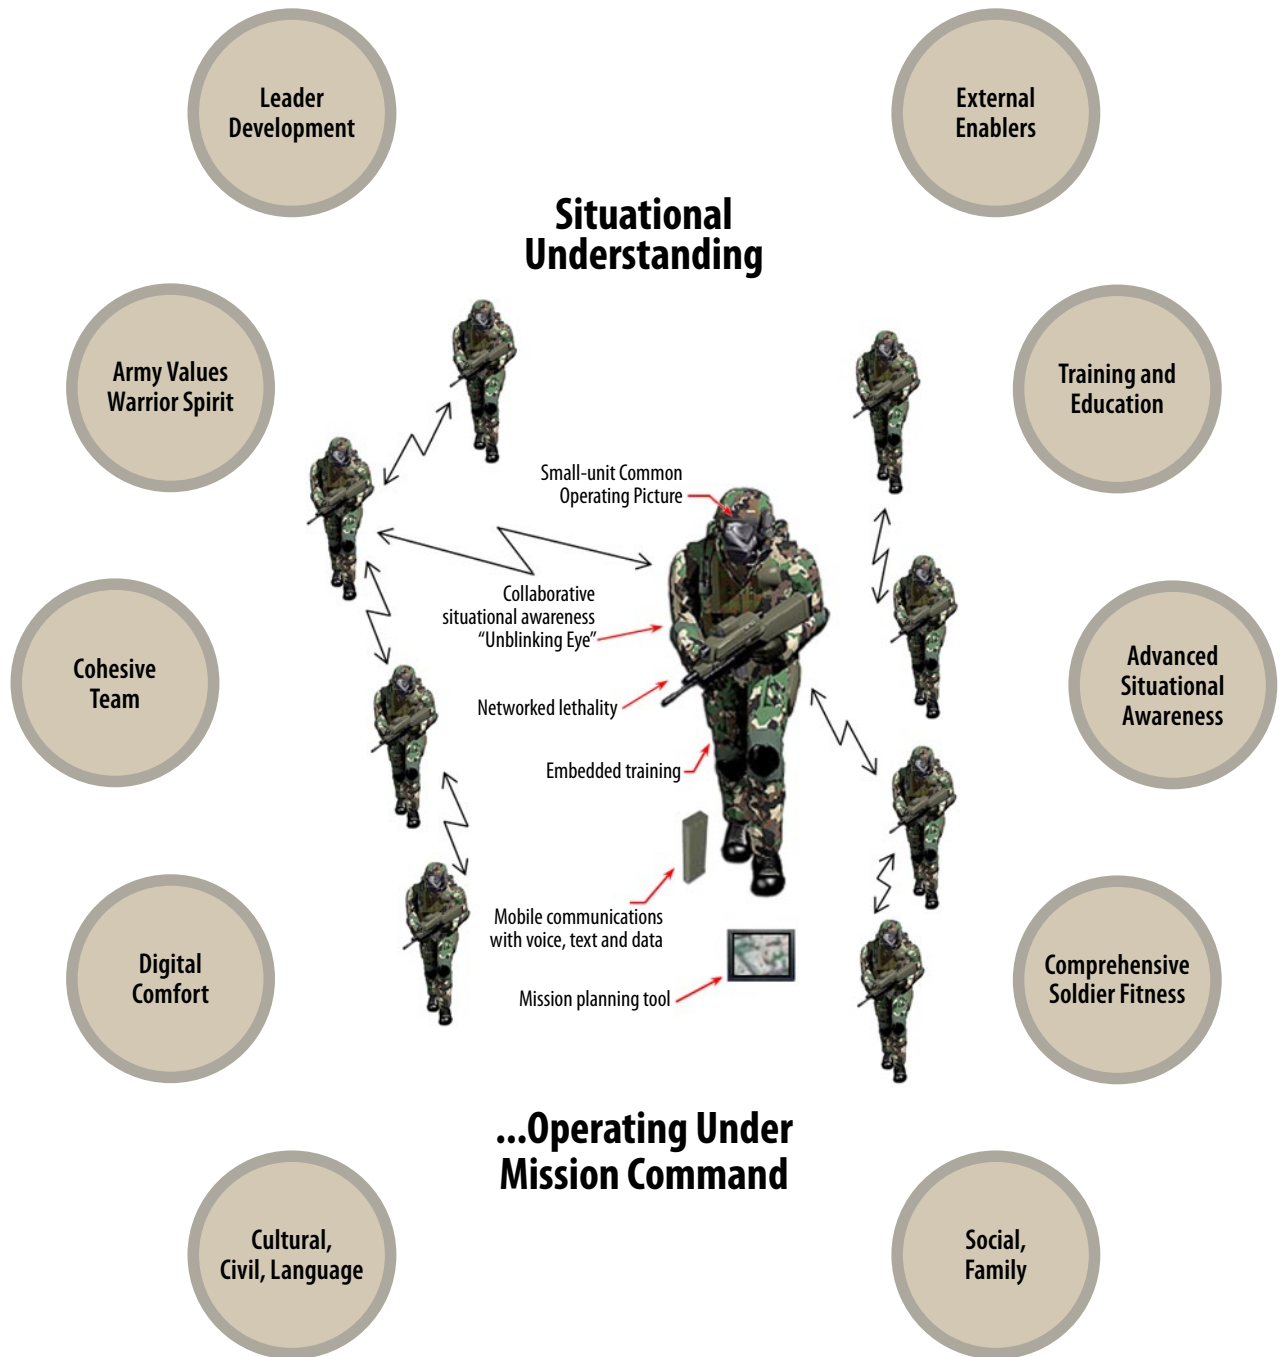 Leader
Development
External
Enablers
Situational
Understanding
Army Values
Warrior Spirit
Training and
Education
Small-unit Common
Operating Picture
Collaborative
situational awareness
“Unblinking Eye”
Cohesive
Team
Advanced
Situational
Awareness
Networked lethality
Embedded training
Mobile communications
with voice, text and data
Digital
Comfort
Comprehensive
Soldier Fitness
Mission planning tool
...Operating Under
Mission Command
Cultural,
Civil, Language
Social,
Family